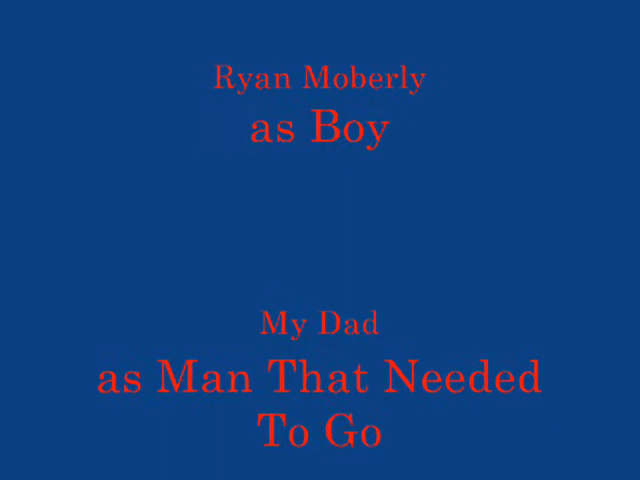 Ryan Moberly
as Boy
My Dad
as Man That Needed
To Go